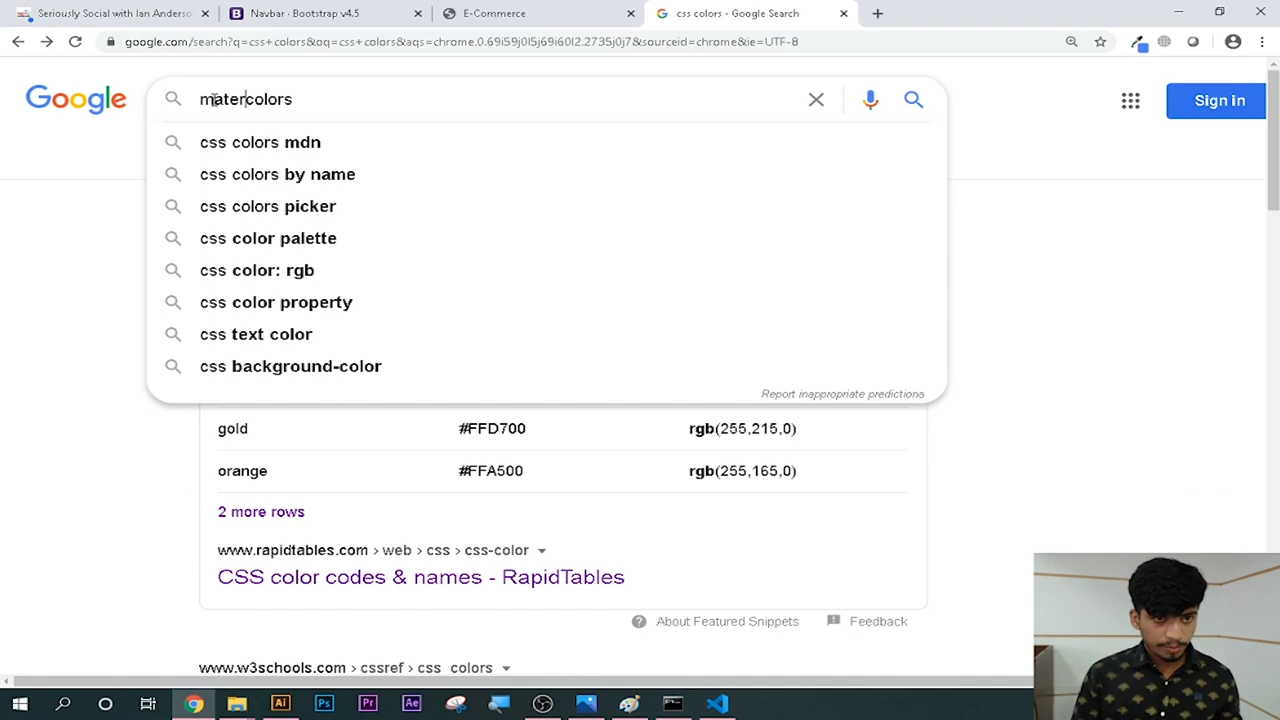 Seriously Social with Ian Anderso
Navbar · Bootstrap v4.5
E-Commerce
css colors - Google Search
google.com/search?q=css+colors&oq=css+colors&aqs=chrome.0.69i59j0l5j69i60l2.2735j0j7&sourceid=chrome&ie=UTF-8
Google
matercolors
Sign in
css colors mdn
css colors by name
css colors picker
css color palette
css color: rgb
css color property
css text color
css background-color
Report inappropriate predictions
gold #FFD700 rgb(255,215,0)
orange #FFA500 rgb(255,165,0)
2 more rows
www.rapidtables.com › web › css › css-color
CSS color codes & names - RapidTables
About Featured Snippets Feedback
www.w3schools.com › cssref › css_colors
Ai Ps Pr Ae